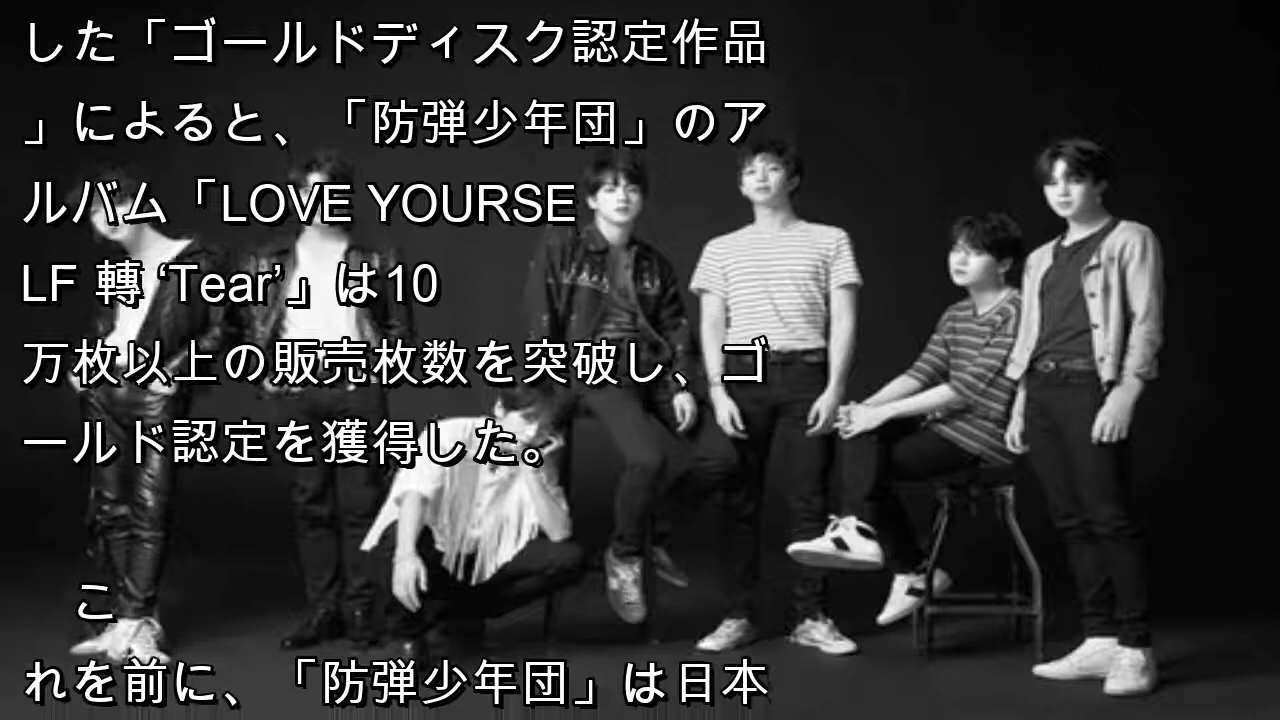 した「ゴールドディスク認定作品
」によると、「防弾少年団」のア
ルバム「LOVE YOURSE
LF 轉 ‘Tear’」は10
万枚以上の販売枚数を突破し、ゴ
ールド認定を獲得した。
こ
れを前に、「防弾少年団」は日本